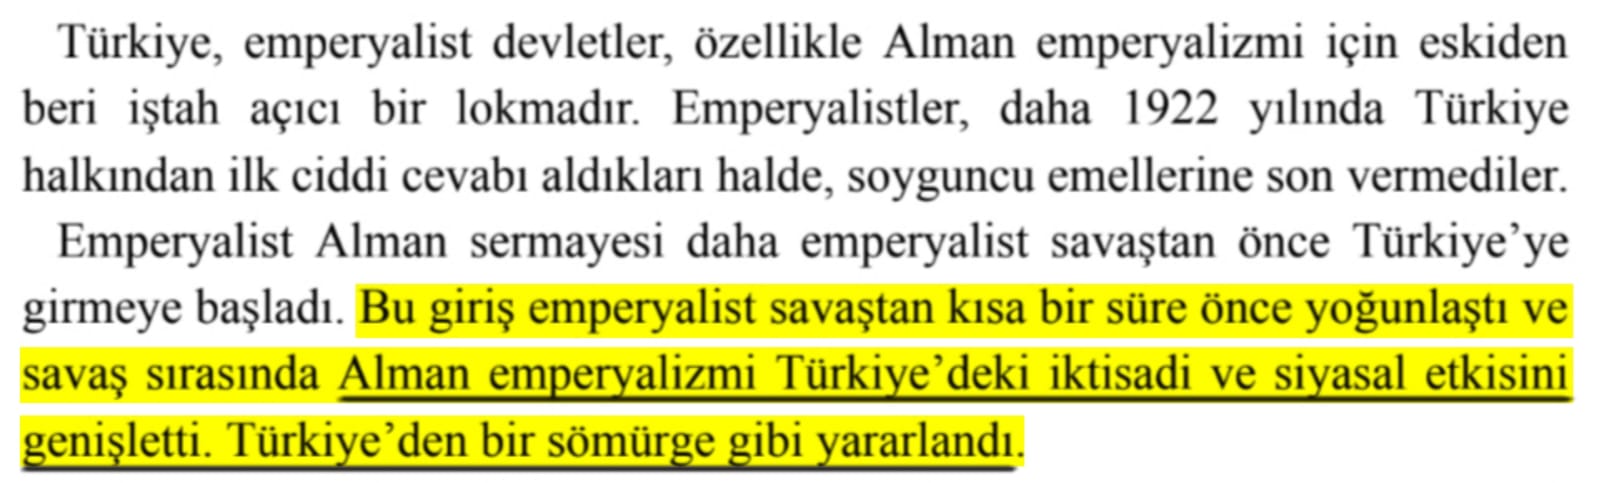 Türkiye, emperyalist devletler, özellikle Alman emperyalizmi için eskiden
beri iştah açıcı bir lokmadır. Emperyalistler, daha 1922 yılında Türkiye
halkından ilk ciddi cevabı aldıkları halde, soyguncu emellerine son vermediler.
Emperyalist Alman sermayesi daha emperyalist savaştan önce Türkiye’ye
girmeye başladı. Bu giriş emperyalist savaştan kısa bir süre önce yoğunlaştı ve
savaş sırasında Alman emperyalizmi Türkiye’deki iktisadi ve siyasal etkisini
genişletti. Türkiye’den bir sömürge gibi yararlandı.